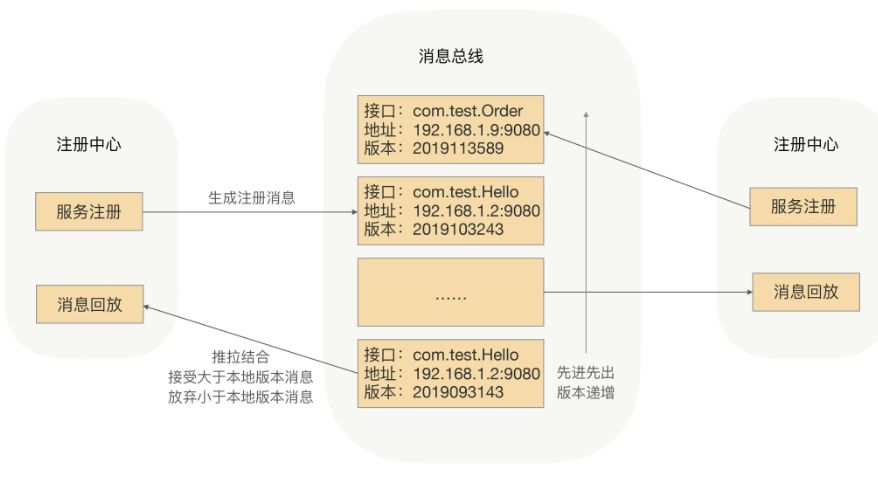 消息总线
接口：com.test.Order
地址：192.168.1.9:9080
版本：2019113589
注册中心
服务注册
消息回放
生成注册消息
接口：com.test.Hello
地址：192.168.1.2:9080
版本：2019103243
……
接口：com.test.Hello
地址：192.168.1.2:9080
版本：2019093143
推拉结合
接受大于本地版本消息
放弃小于本地版本消息
先进先出
版本递增
注册中心
服务注册
消息回放